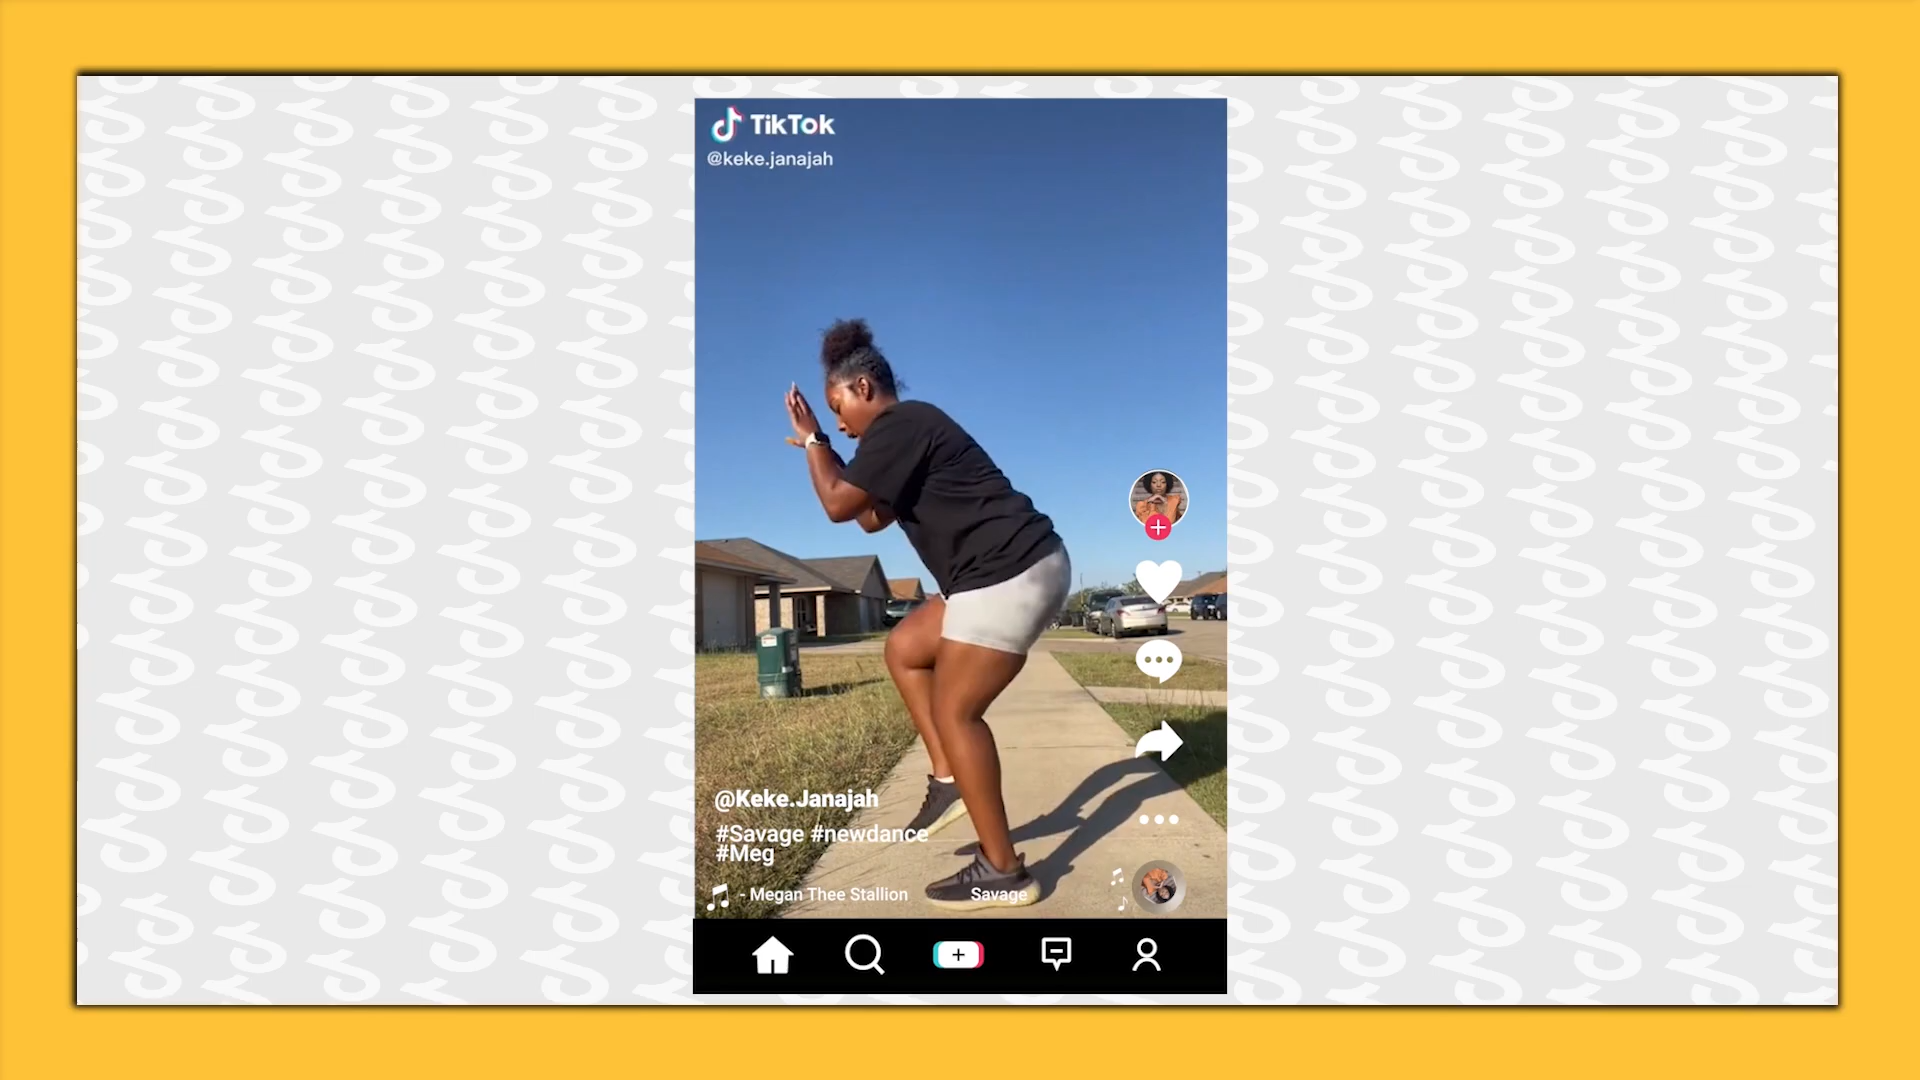 TikTok
@keke.janajah
@Keke.Janajah
#Savage #newdance
#Meg
- Megan Thee Stallion Savage